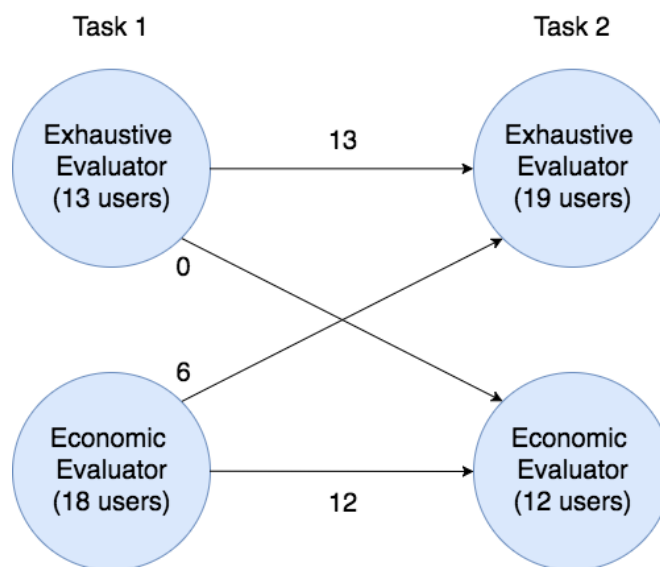 Task 1
Task 2
Exhaustive
Evaluator
(13 users)
13
Exhaustive
Evaluator
(19 users)
0
6
Economic
Evaluator
(18 users)
12
Economic
Evaluator
(12 users)